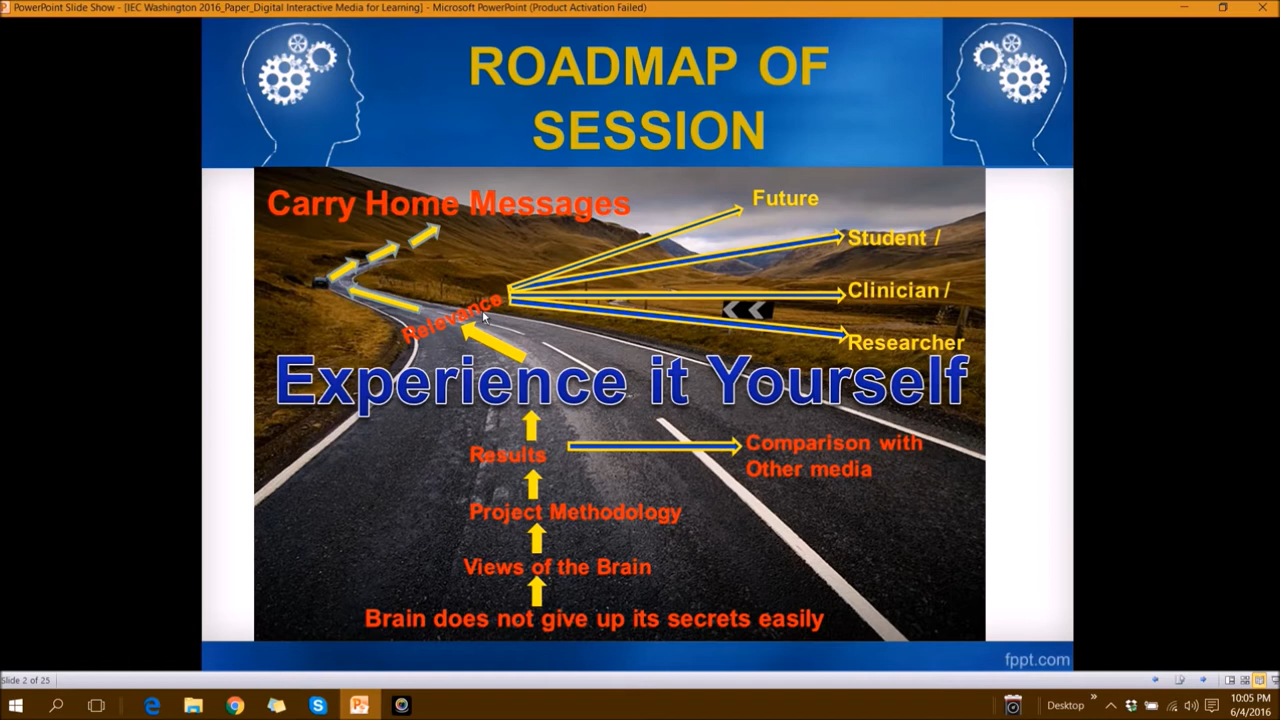 PowerPoint Slide Show - [IEC Washington 2016_Paper_Digital Interactive Media for Learning] - Microsoft PowerPoint (Product Activation Failed)
ROADMAP OF
SESSION
Carry Home Messages
Future
Student /
Clinician /
Relevance
Researcher
Experience it Yourself
Results
Comparison with
Other media
Project Methodology
Views of the Brain
Brain does not give up its secrets easily
fppt.com
Slide 2 of 25
Desktop
10:05 PM
6/4/2016